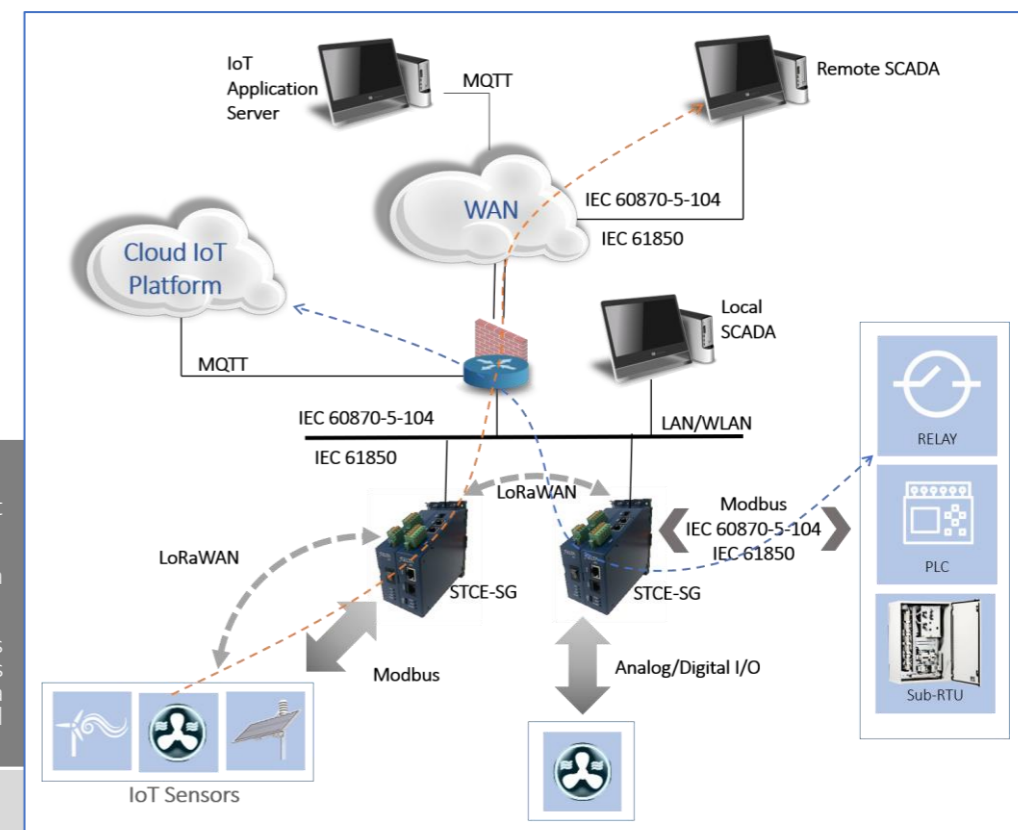 IoT
Application
Server
MQTT
Remote SCADA
WAN
IEC 60870-5-104
IEC 61850
Cloud IoT
Platform
Local
SCADA
MQTT
IEC 60870-5-104
LAN/WLAN
IEC 61850
RELAY
LoRaWAN
Modbus
IEC 60870-5-104
IEC 61850
LoRaWAN
PLC
STCE-SG
STCE-SG
Modbus
Analog/Digital I/O
Sub-RTU
IoT Sensors